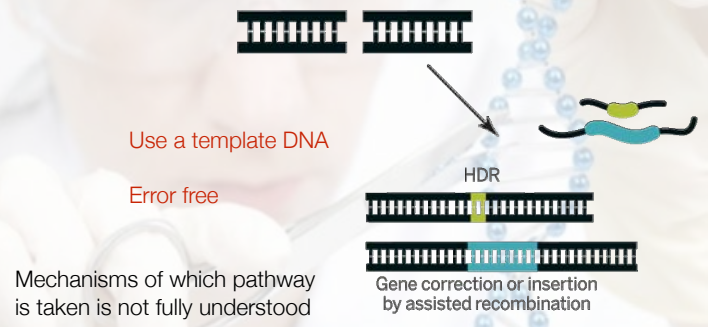 Use a template DNA
Error free
HDR
Mechanisms of which pathway
is taken is not fully understood
Gene correction or insertion
by assisted recombination